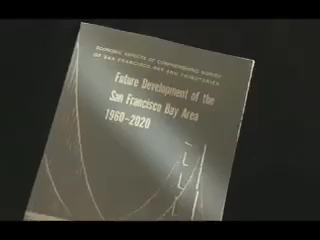 ECONOMIC ASPECTS OF COMPREHENSIVE SURVEY
OF SAN FRANCISCO BAY AND TRIBUTARIES
Future Development of the
San Francisco Bay Area
1960-2020